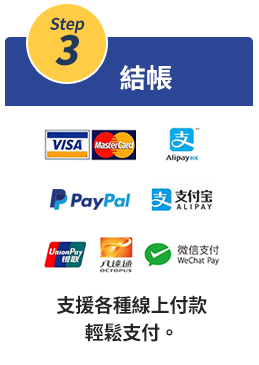 Step
3
結帳
VISA
MasterCard
支
Alipay HK
PayPal
支 支付宝
ALIPAY
UnionPay
银联
八達通
OCTOPUS
微信支付
WeChat Pay
支援各種線上付款
輕鬆支付。